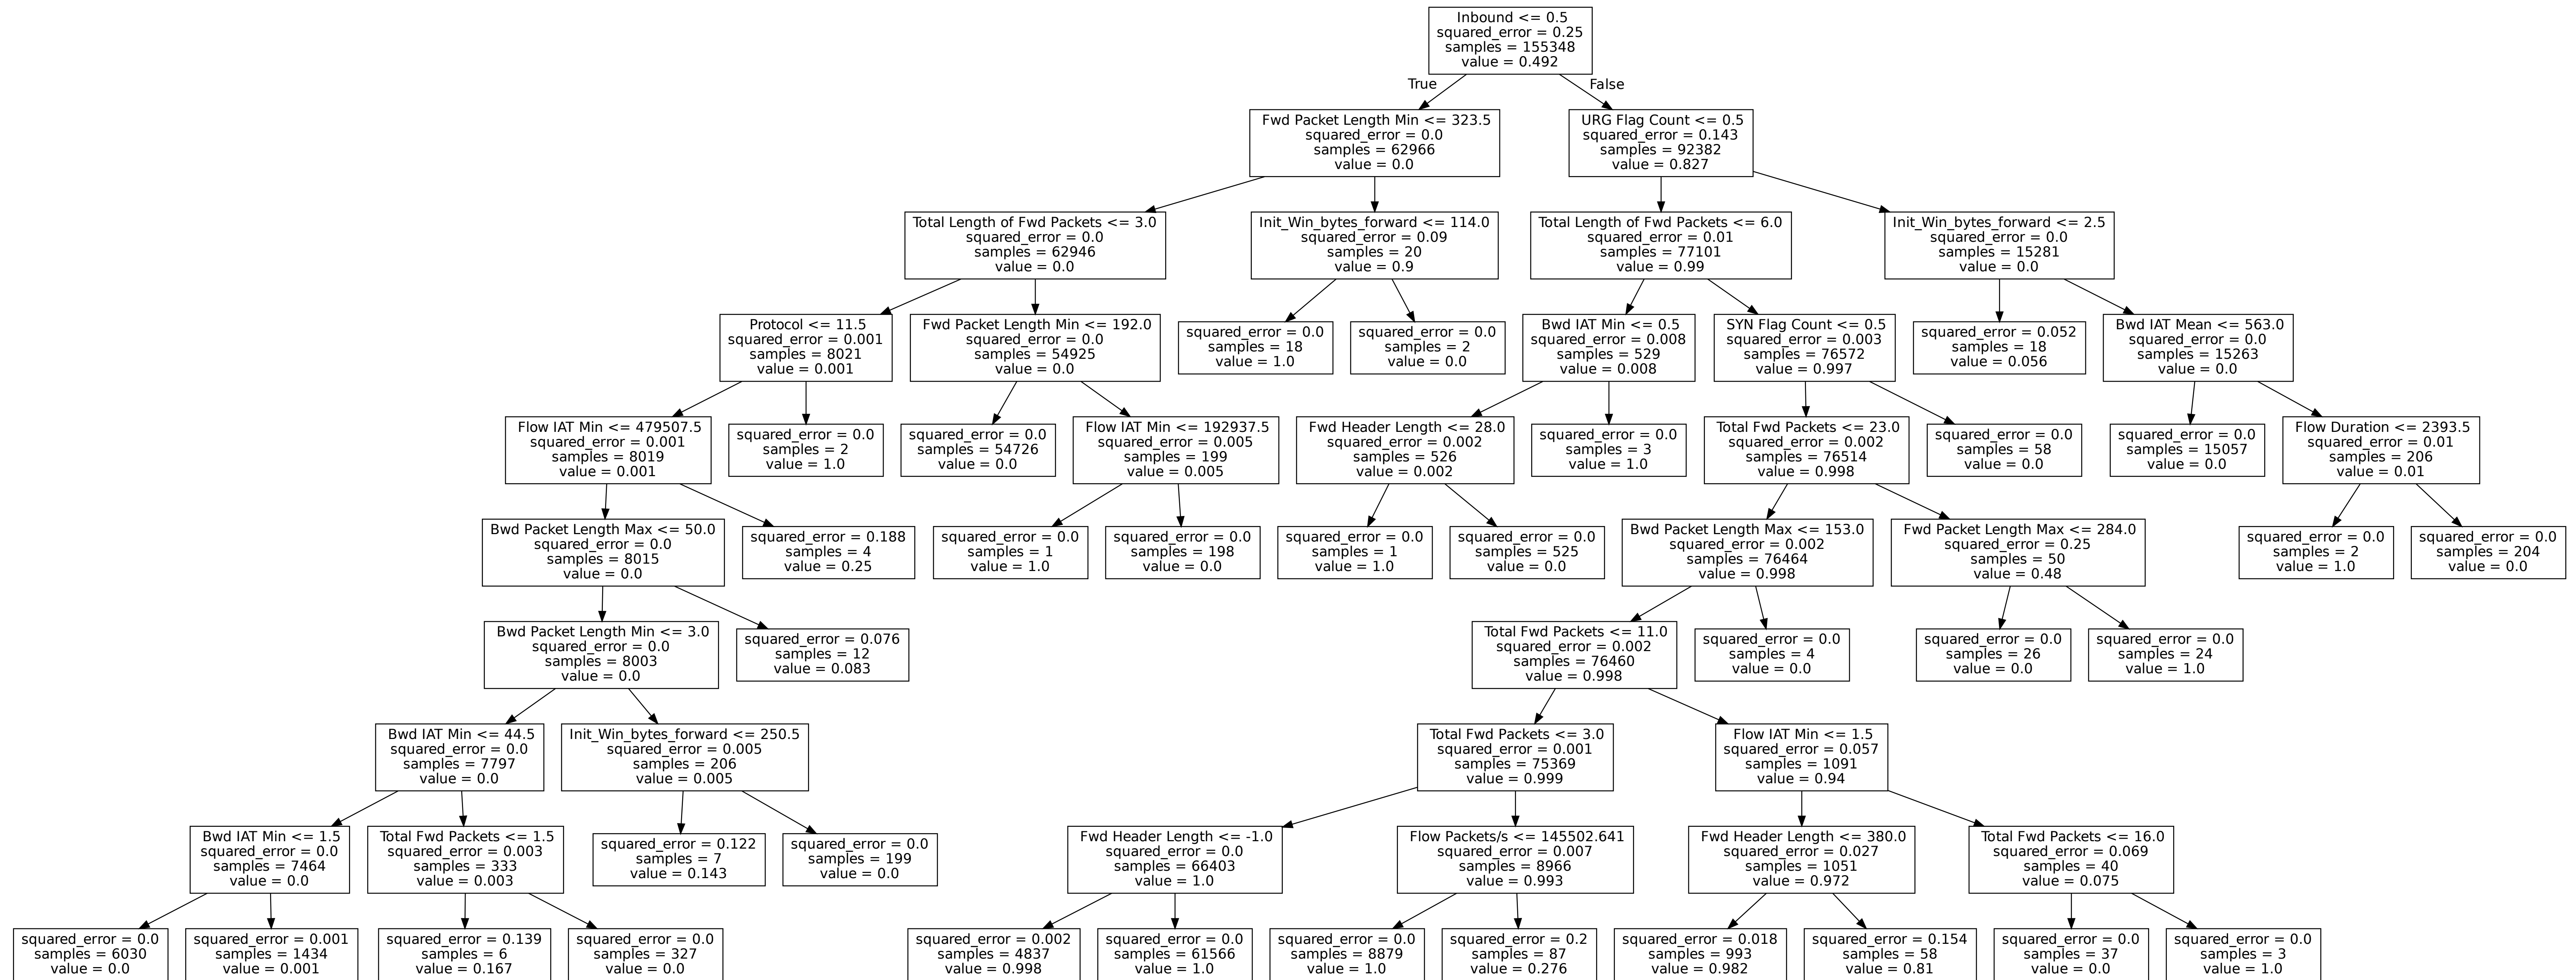 Inbound <= 0.5
squared_error = 0.25
samples = 155348
value = 0.492
True
False
Fwd Packet Length Min <= 323.5
squared_error = 0.0
samples = 62966
value = 0.0
URG Flag Count <= 0.5
squared_error = 0.143
samples = 92382
value = 0.827
Total Length of Fwd Packets <= 3.0
squared_error = 0.0
samples = 62946
value = 0.0
Init_Win_bytes_forward <= 114.0
squared_error = 0.09
samples = 20
value = 0.9
Total Length of Fwd Packets <= 6.0
squared_error = 0.01
samples = 77101
value = 0.99
Init_Win_bytes_forward <= 2.5
squared_error = 0.0
samples = 15281
value = 0.0
Protocol <= 11.5
squared_error = 0.001
samples = 8021
value = 0.001
Fwd Packet Length Min <= 192.0
squared_error = 0.0
samples = 54925
value = 0.0
squared_error = 0.0
samples = 18
value = 1.0
squared_error = 0.0
samples = 2
value = 0.0
Bwd IAT Min <= 0.5
squared_error = 0.008
samples = 529
value = 0.008
SYN Flag Count <= 0.5
squared_error = 0.003
samples = 76572
value = 0.997
squared_error = 0.052
samples = 18
value = 0.056
Bwd IAT Mean <= 563.0
squared_error = 0.0
samples = 15263
value = 0.0
Flow IAT Min <= 479507.5
squared_error = 0.001
samples = 8019
value = 0.001
squared_error = 0.0
samples = 2
value = 1.0
squared_error = 0.0
samples = 54726
value = 0.0
Flow IAT Min <= 192937.5
squared_error = 0.005
samples = 199
value = 0.005
Fwd Header Length <= 28.0
squared_error = 0.002
samples = 526
value = 0.002
squared_error = 0.0
samples = 3
value = 1.0
Total Fwd Packets <= 23.0
squared_error = 0.002
samples = 76514
value = 0.998
squared_error = 0.0
samples = 58
value = 0.0
squared_error = 0.0
samples = 15057
value = 0.0
Flow Duration <= 2393.5
squared_error = 0.01
samples = 206
value = 0.01
Bwd Packet Length Max <= 50.0
squared_error = 0.0
samples = 8015
value = 0.0
squared_error = 0.188
samples = 4
value = 0.25
squared_error = 0.0
samples = 1
value = 1.0
squared_error = 0.0
samples = 198
value = 0.0
squared_error = 0.0
samples = 1
value = 1.0
squared_error = 0.0
samples = 525
value = 0.0
Bwd Packet Length Max <= 153.0
squared_error = 0.002
samples = 76464
value = 0.998
Fwd Packet Length Max <= 284.0
squared_error = 0.25
samples = 50
value = 0.48
squared_error = 0.0
samples = 2
value = 1.0
squared_error = 0.0
samples = 204
value = 0.0
Bwd Packet Length Min <= 3.0
squared_error = 0.0
samples = 8003
value = 0.0
squared_error = 0.076
samples = 12
value = 0.083
Total Fwd Packets <= 11.0
squared_error = 0.002
samples = 76460
value = 0.998
squared_error = 0.0
samples = 4
value = 0.0
squared_error = 0.0
samples = 26
value = 0.0
squared_error = 0.0
samples = 24
value = 1.0
Bwd IAT Min <= 44.5
squared_error = 0.0
samples = 7797
value = 0.0
Init_Win_bytes_forward <= 250.5
squared_error = 0.005
samples = 206
value = 0.005
Total Fwd Packets <= 3.0
squared_error = 0.001
samples = 75369
value = 0.999
Flow IAT Min <= 1.5
squared_error = 0.057
samples = 1091
value = 0.94
Bwd IAT Min <= 1.5
squared_error = 0.0
samples = 7464
value = 0.0
Total Fwd Packets <= 1.5
squared_error = 0.003
samples = 333
value = 0.003
squared_error = 0.122
samples = 7
value = 0.143
squared_error = 0.0
samples = 199
value = 0.0
Fwd Header Length <= -1.0
squared_error = 0.0
samples = 66403
value = 1.0
Flow Packets/s <= 145502.641
squared_error = 0.007
samples = 8966
value = 0.993
Fwd Header Length <= 380.0
squared_error = 0.027
samples = 1051
value = 0.972
Total Fwd Packets <= 16.0
squared_error = 0.069
samples = 40
value = 0.075
squared_error = 0.0
samples = 6030
value = 0.0
squared_error = 0.001
samples = 1434
value = 0.001
squared_error = 0.139
samples = 6
value = 0.167
squared_error = 0.0
samples = 327
value = 0.0
squared_error = 0.002
samples = 4837
value = 0.998
squared_error = 0.0
samples = 61566
value = 1.0
squared_error = 0.0
samples = 8879
value = 1.0
squared_error = 0.2
samples = 87
value = 0.276
squared_error = 0.018
samples = 993
value = 0.982
squared_error = 0.154
samples = 58
value = 0.81
squared_error = 0.0
samples = 37
value = 0.0
squared_error = 0.0
samples = 3
value = 1.0